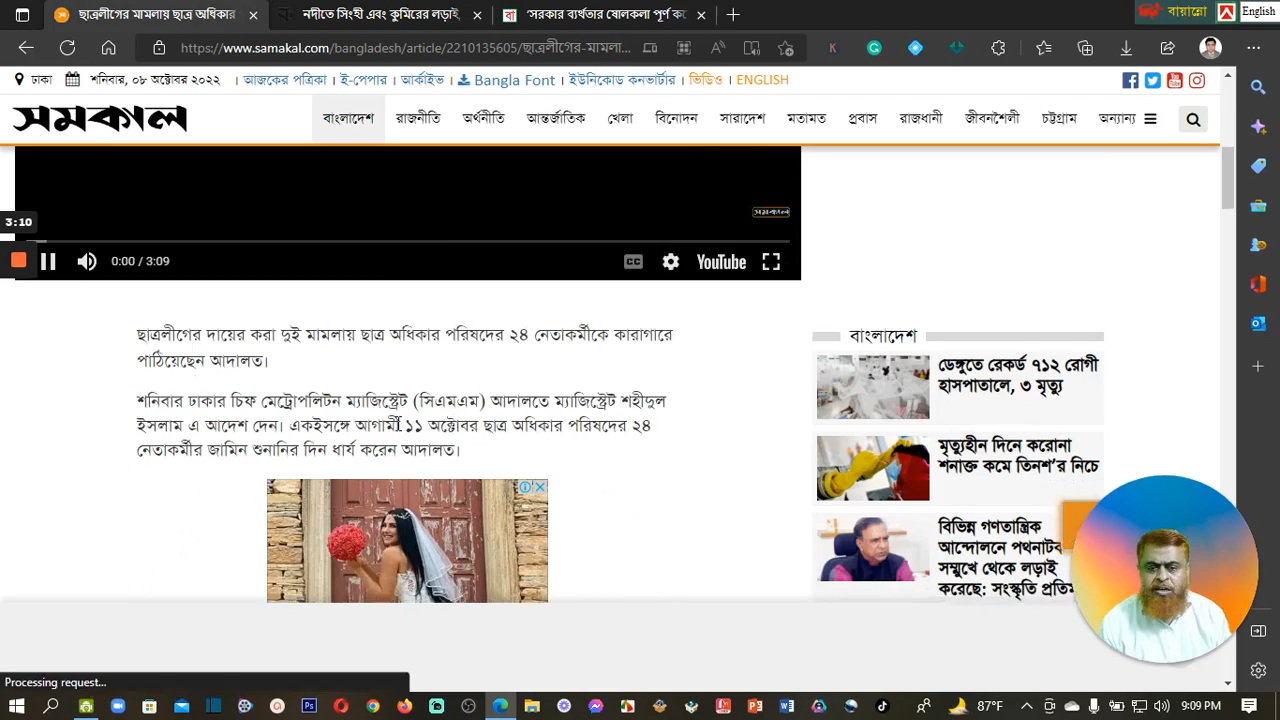 ছাত্রলীগের মামলায় ছাত্র অধিকার
নদীতে সিংহী এবং কুমিরের লড়াই
বায়ান্নো
English
https://www.samakal.com/bangladesh/article/2210135605/ছাত্রলীগের-মামলা...
ঢাকা
শনিবার, ০৮ অক্টোবর ২০২২
আজকের পত্রিকা
ই-পেপার
আর্কাইভ
Bangla Font
ইউনিকোড কনভার্টার
ভিডিও
ENGLISH
সমকাল
বাংলাদেশ
রাজনীতি
অর্থনীতি
আন্তর্জাতিক
খেলা
বিনোদন
সারাদেশ
মতামত
প্রবাস
রাজধানী
জীবনশৈলী
চট্টগ্রাম
অন্যান্য
সমকাল
3:10
0:00 / 3:09
CC
YouTube
ছাত্রলীগের দায়ের করা দুই মামলায় ছাত্র অধিকার পরিষদের ২৪ নেতাকর্মীকে কারাগারে
পাঠিয়েছেন আদালত।
শনিবার ঢাকার চিফ মেট্রোপলিটন ম্যাজিস্ট্রেট (সিএমএম) আদালতে ম্যাজিস্ট্রেট শহীদুল
ইসলাম এ আদেশ দেন। একইসঙ্গে আগামী ১১ অক্টোবর ছাত্র অধিকার পরিষদের ২৪
নেতাকর্মীর জামিন শুনানির দিন ধার্য করেন আদালত।
বাংলাদেশ
ডেঙ্গুতে রেকর্ড ৭১২ রোগী
হাসপাতালে, ৩ মৃত্যু
মৃত্যুহীন দিনে করোনা
শনাক্ত কমে তিনশ'র নিচে
বিভিন্ন গণতান্ত্রিক
আন্দোলনে পথনাটক
সম্মুখে থেকে লড়াই
করেছে: সংস্কৃতি প্রতিম
Processing request...
87°F
9:09 PM